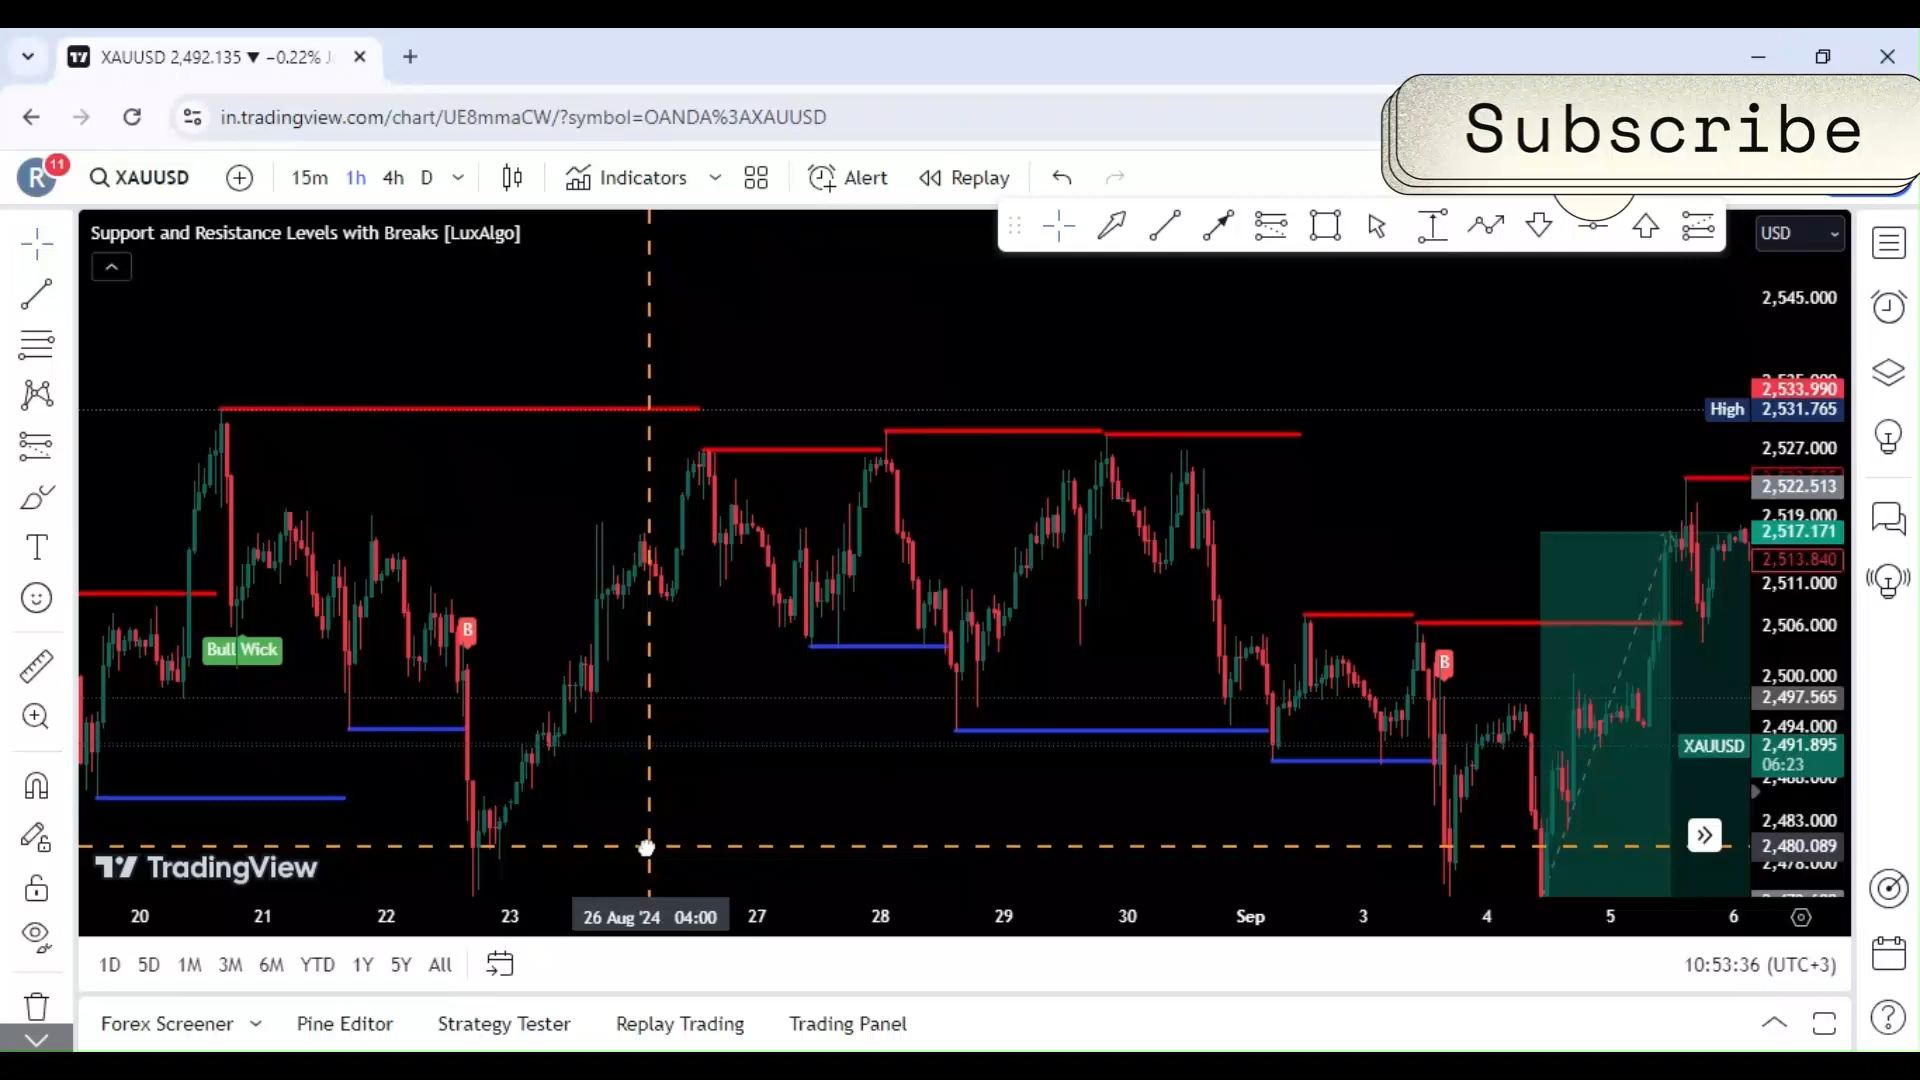 XAUUSD 2,492.135 ▼ −0.22%
in.tradingview.com/chart/UE8mmaCW/?symbol=OANDA%3AXAUUSD
Subscribe
R
11
XAUUSD
15m 1h 4h D
Indicators
Alert
Replay
Support and Resistance Levels with Breaks [LuxAlgo]
USD
2,545.000
2,533.990
High 2,531.765
2,527.000
2,522.513
2,519.000
2,517.171
2,513.840
2,511.000
2,506.000
2,500.000
2,497.565
2,494.000
XAUUSD 2,491.895
06:23
2,483.000
2,480.089
2,478.000
Bull Wick
B
B
TradingView
20 21 22 23 26 Aug '24 04:00 27 28 29 30 Sep 3 4 5 6
1D 5D 1M 3M 6M YTD 1Y 5Y All
10:53:36 (UTC+3)
Forex Screener Pine Editor Strategy Tester Replay Trading Trading Panel